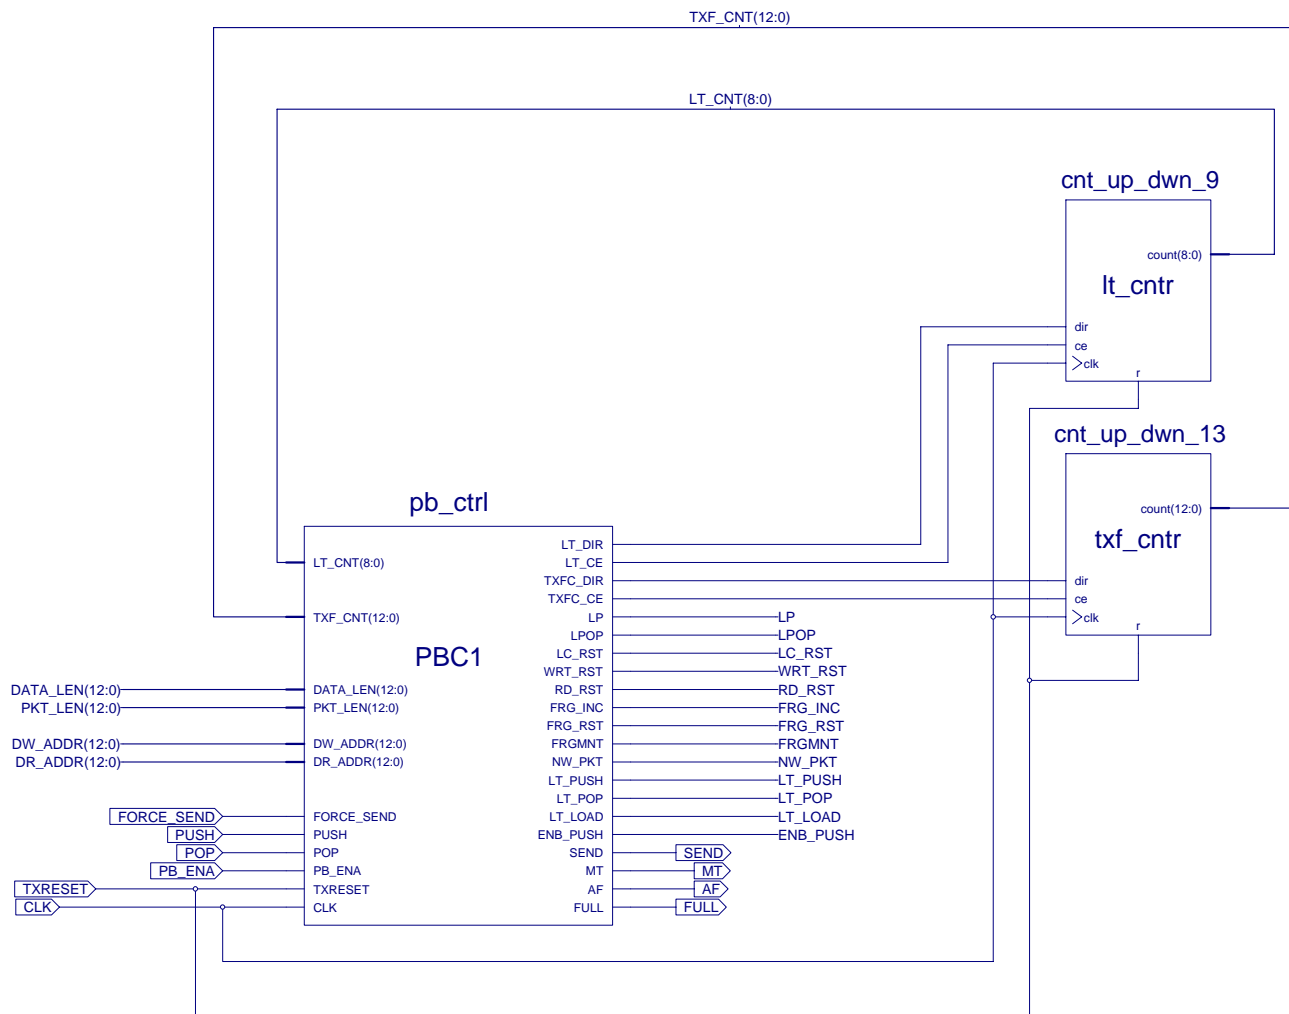 TXF_CNT(12:0)
LT_CNT(8:0)
cnt_up_dwn_9
count(8:0)
lt_cntr
dir
ce
clk
r
cnt_up_dwn_13
count(12:0)
txf_cntr
dir
ce
clk
r
pb_ctrl
PBC1
LT_CNT(8:0)
TXF_CNT(12:0)
DATA_LEN(12:0) DATA_LEN(12:0)
PKT_LEN(12:0) PKT_LEN(12:0)
DW_ADDR(12:0) DW_ADDR(12:0)
DR_ADDR(12:0) DR_ADDR(12:0)
FORCE_SEND FORCE_SEND
PUSH PUSH
POP POP
PB_ENA PB_ENA
TXRESET TXRESET
CLK CLK
LT_DIR
LT_CE
TXFC_DIR
TXFC_CE
LP LP
LPOP LPOP
LC_RST LC_RST
WRT_RST WRT_RST
RD_RST RD_RST
FRG_INC FRG_INC
FRG_RST FRG_RST
FRGMNT FRGMNT
NW_PKT NW_PKT
LT_PUSH LT_PUSH
LT_POP LT_POP
LT_LOAD LT_LOAD
ENB_PUSH ENB_PUSH
SEND SEND
MT MT
AF AF
FULL FULL